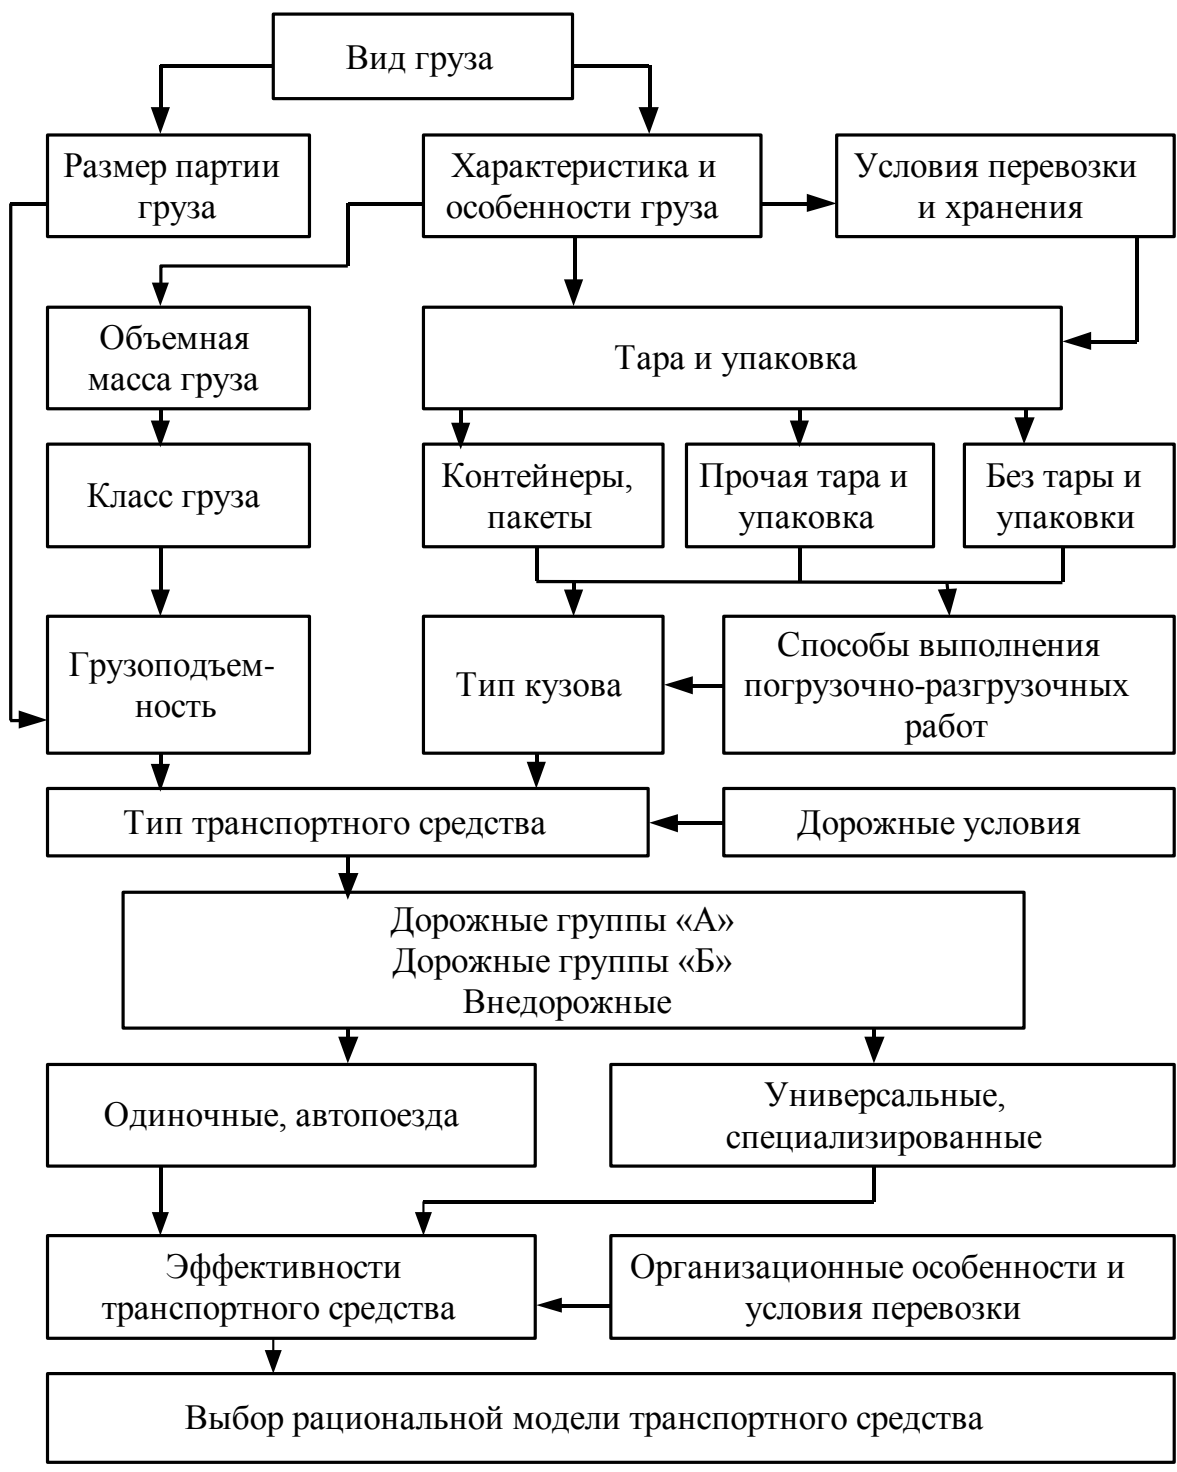 Вид груза
Размер партии
груза
Характеристика и
особенности груза
Условия перевозки
и хранения
Объемная
масса груза
Тара и упаковка
Класс груза
Контейнеры,
пакеты
Прочая тара и
упаковка
Без тары и
упаковки
Грузоподъем-
ность
Тип кузова
Способы выполнения
погрузочно-разгрузочных
работ
Тип транспортного средства
Дорожные условия
Дорожные группы «А»
Дорожные группы «Б»
Внедорожные
Одиночные, автопоезда
Универсальные,
специализированные
Эффективности
транспортного средства
Организационные особенности и
условия перевозки
Выбор рациональной модели транспортного средства